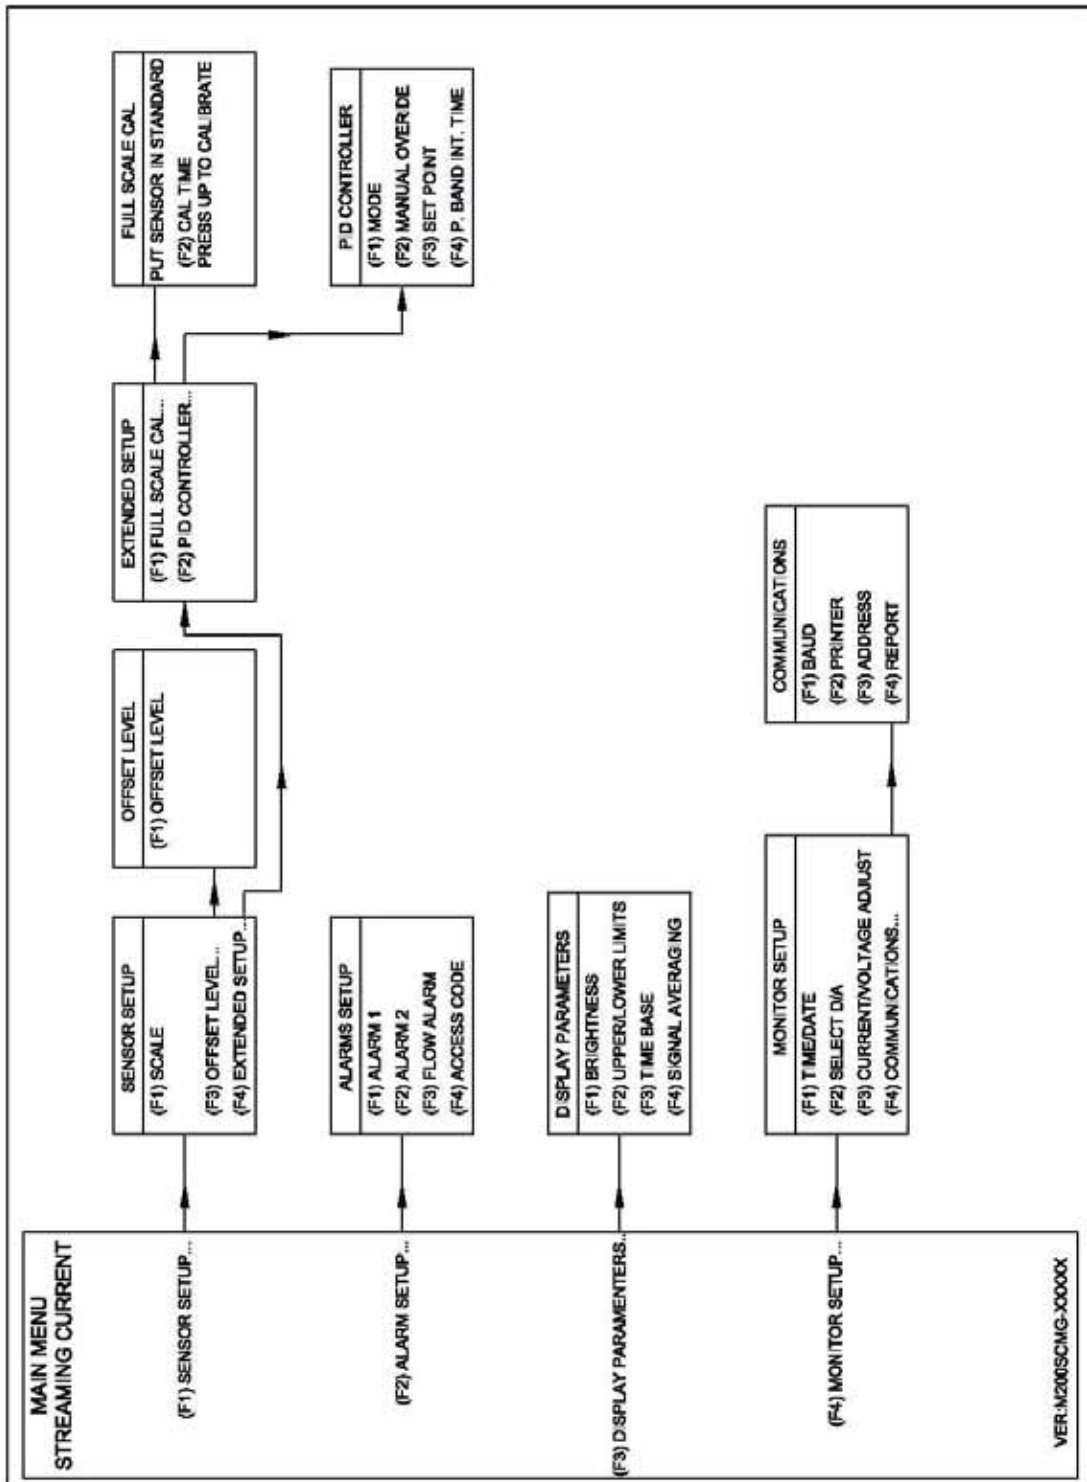 MAIN MENU
STREAMING CURRENT
(F1) SENSOR SETUP...
(F2) ALARM SETUP...
(F3) DISPLAY PARAMENTERS..
(F4) MONITOR SETUP...
VER:M200SCMG-XXXXX
SENSOR SETUP
(F1) SCALE
(F3) OFFSET LEVEL...
(F4) EXTENDED SETUP...
OFFSET LEVEL
(F1) OFFSET LEVEL
EXTENDED SETUP
(F1) FULL SCALE CAL...
(F2) PID CONTROLLER...
FULL SCALE CAL
PUT SENSOR IN STANDARD
(F2) CAL TIME
PRESS UP TO CALIBRATE
PID CONTROLLER
(F1) MODE
(F2) MANUAL OVERIDE
(F3) SET POINT
(F4) P. BAND INT. TIME
ALARMS SETUP
(F1) ALARM 1
(F2) ALARM 2
(F3) FLOW ALARM
(F4) ACCESS CODE
DISPLAY PARAMETERS
(F1) BRIGHTNESS
(F2) UPPER/LOWER LIMITS
(F3) TIME BASE
(F4) SIGNAL AVERAGING
MONITOR SETUP
(F1) TIME/DATE
(F2) SELECT D/A
(F3) CURRENT/VOLTAGE ADJUST
(F4) COMMUNICATIONS...
COMMUNICATIONS
(F1) BAUD
(F2) PRINTER
(F3) ADDRESS
(F4) REPORT